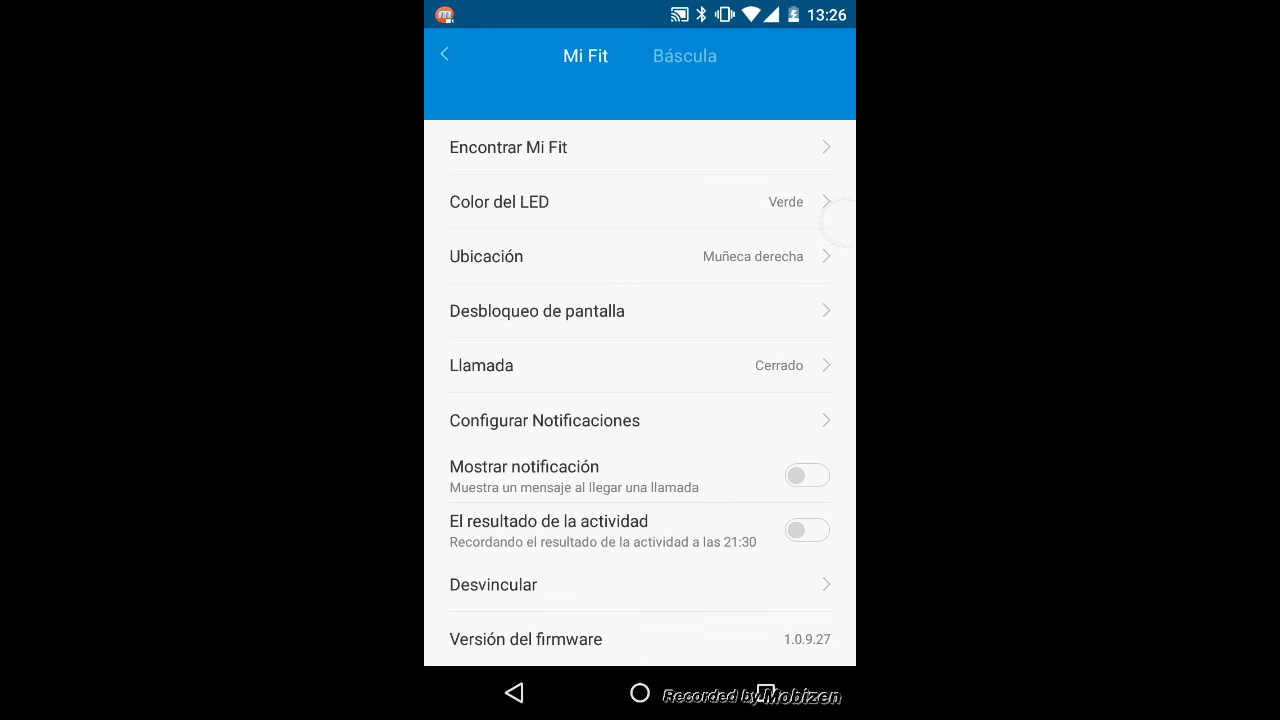 13:26
Mi Fit Báscula
Encontrar Mi Fit
Color del LED Verde
Ubicación Muñeca derecha
Desbloqueo de pantalla
Llamada Cerrado
Configurar Notificaciones
Mostrar notificación
Muestra un mensaje al llegar una llamada
El resultado de la actividad
Recordando el resultado de la actividad a las 21:30
Desvincular
Versión del firmware 1.0.9.27
Recorded by Mobizen